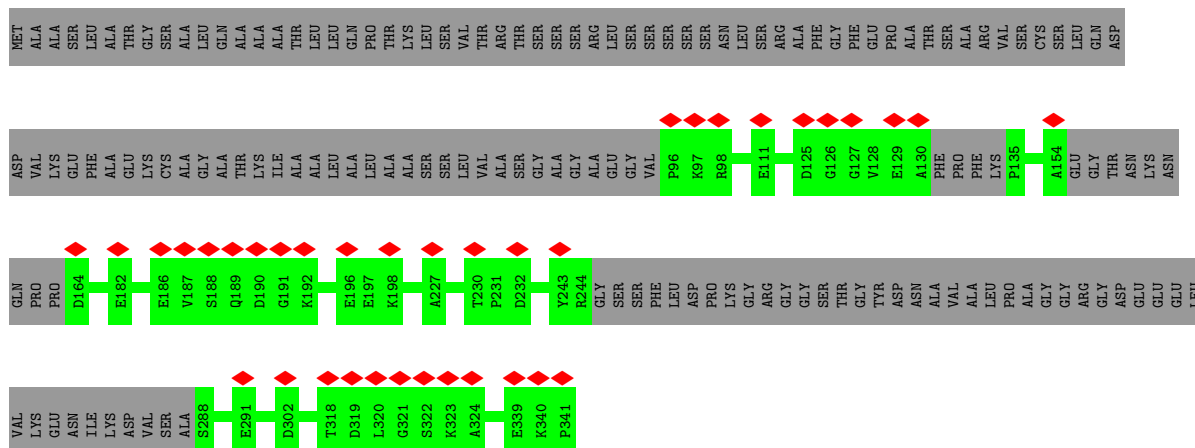 MET ALA ALA SER LEU ALA THR GLY SER ALA LEU GLN ALA ALA ALA THR LEU LEU GLN PRO THR LYS LEU SER VAL THR ARG THR SER SER SER ARG LEU SER SER SER SER SER ASN LEU SER ARG ALA PHE GLY PHE GLU PRO ALA THR SER ALA ARG VAL SER CYS SER LEU GLN ASP
ASP VAL LYS GLU PHE ALA GLU LYS CYS ALA GLY ALA THR LYS ILE ALA ALA LEU ALA LEU ALA ALA SER SER LEU VAL ALA SER GLY ALA GLY ALA GLU GLY VAL P96 K97 R98 E111 D125 G126 G127 V128 E129 A130 PHE PRO PHE LYS P135 A154 GLU GLY THR ASN LYS ASN
GLN PRO PRO D164 E182 E186 V187 S188 Q189 D190 G191 K192 E196 E197 K198 A227 T230 P231 D232 Y243 R244 GLY SER SER PHE LEU ASP PRO LYS GLY ARG GLY GLY SER THR GLY TYR ASP ASN ALA VAL ALA LEU PRO ALA GLY GLY ARG GLY ASP GLU GLU GLU LEU
VAL LYS GLU ASN ILE LYS ASP VAL SER ALA S288 E291 D302 T318 D319 L320 G321 S322 K323 A324 E339 K340 P341